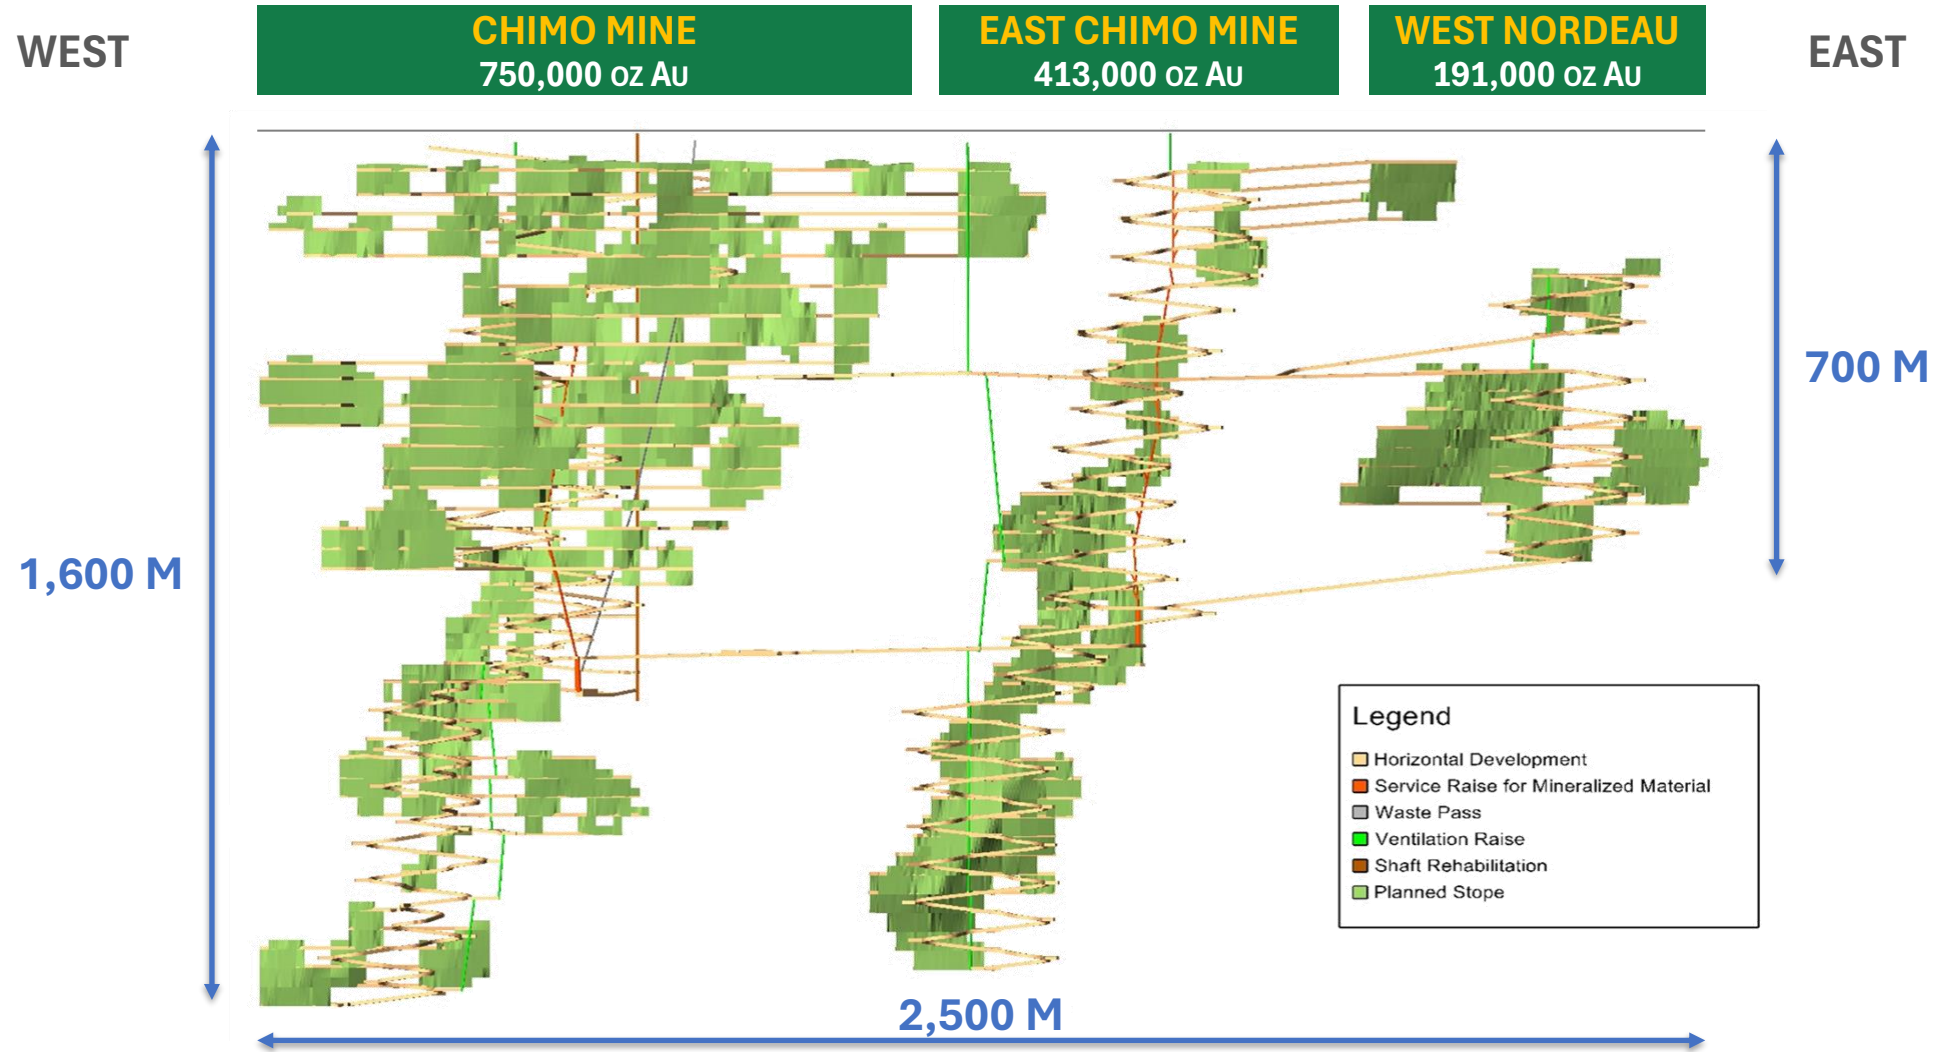 WEST
CHIMO MINE
750,000 OZ AU
EAST CHIMO MINE
413,000 OZ AU
WEST NORDEAU
191,000 OZ AU
EAST
1,600 M
700 M
2,500 M
Legend
Horizontal Development
Service Raise for Mineralized Material
Waste Pass
Ventilation Raise
Shaft Rehabilitation
Planned Stope